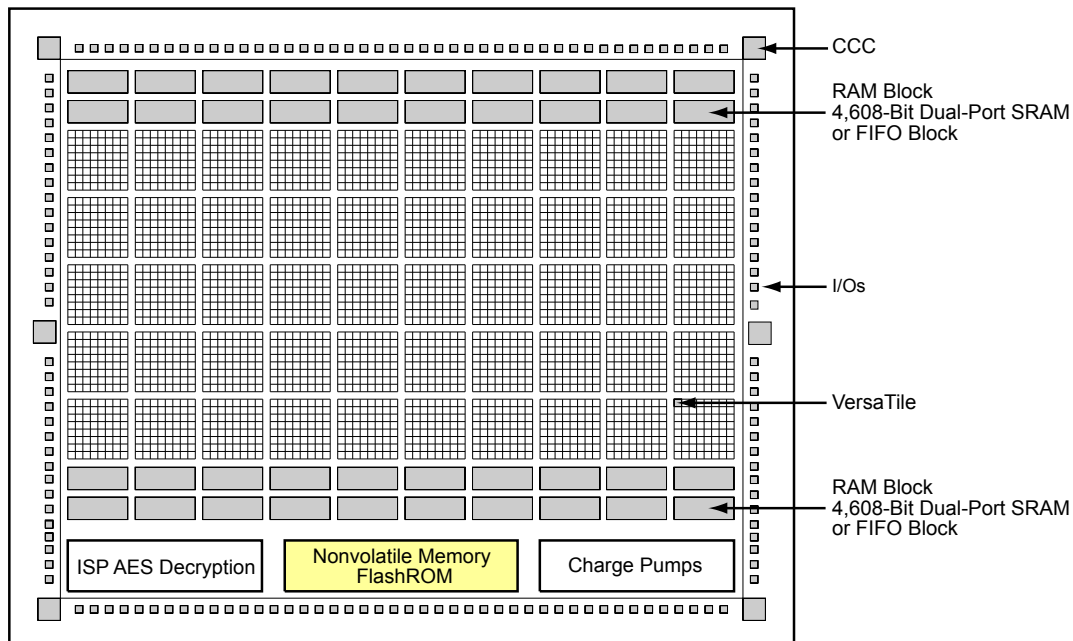 CCC
RAM Block
4,608-Bit Dual-Port SRAM
or FIFO Block
I/Os
VersaTile
RAM Block
4,608-Bit Dual-Port SRAM
or FIFO Block
ISP AES Decryption
Nonvolatile Memory
FlashROM
Charge Pumps